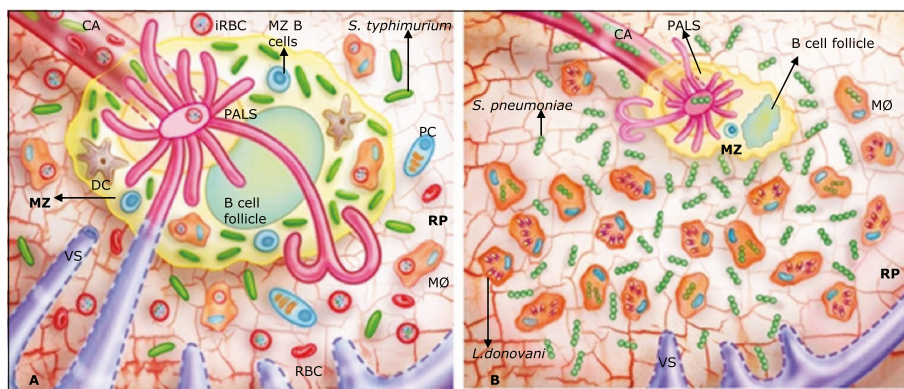 CA
iRBC
MZ B
cells
S. typhimurium
PALS
PC
DC
MZ
B cell
follicle
RP
VS
MØ
RBC
A
CA
PALS
B cell follicle
S. pneumoniae
MØ
MZ
RP
L.donovani
VS
B